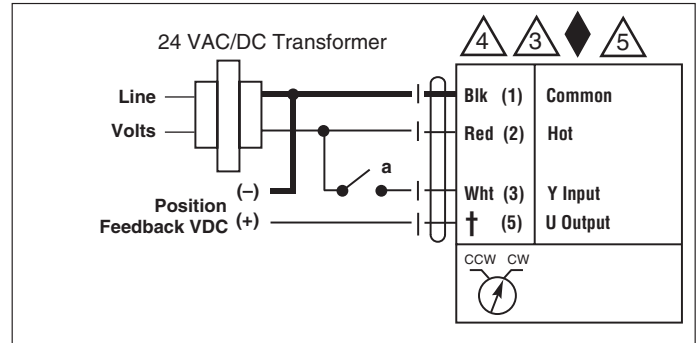 24 VAC/DC Transformer
4 3 5
Line
Volts
Blk (1) Common
Red (2) Hot
a
Wht (3) Y Input
(–)
Position
Feedback VDC (+)
† (5) U Output
CCW CW